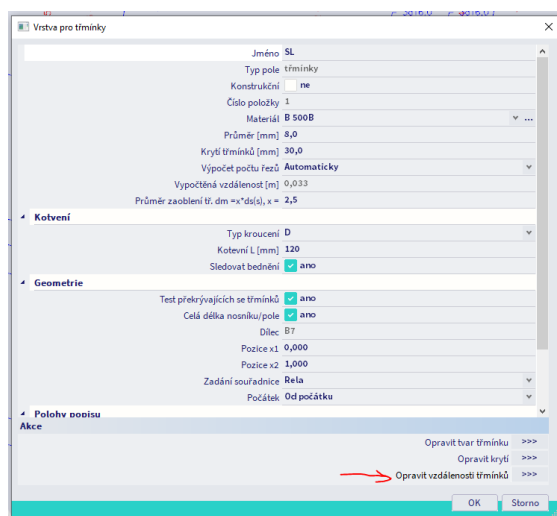 Vrstva pro třmínky
Jméno SL
Typ pole třmínky
Konstrukční ne
Číslo položky 1
Materiál B 500B ...
Průměr [mm] 8,0
Krytí třmínků [mm] 30,0
Výpočet počtu řezů Automaticky
Vypočtěná vzdálenost [m] 0,033
Průměr zaoblení tř. dm =x*ds(s), x = 2,5
Kotvení
Typ kroucení D
Kotevní L [mm] 120
Sledovat bednění ano
Geometrie
Test překrývajících se třmínků ano
Celá délka nosníku/pole ano
Dílec B7
Pozice x1 0,000
Pozice x2 1,000
Zadání souřadnice Rela
Počátek Od počátku
Polohy popisu
Akce
Opravit tvar třmínku >>>
Opravit krytí >>>
Opravit vzdálenosti třmínků >>>
OK Storno